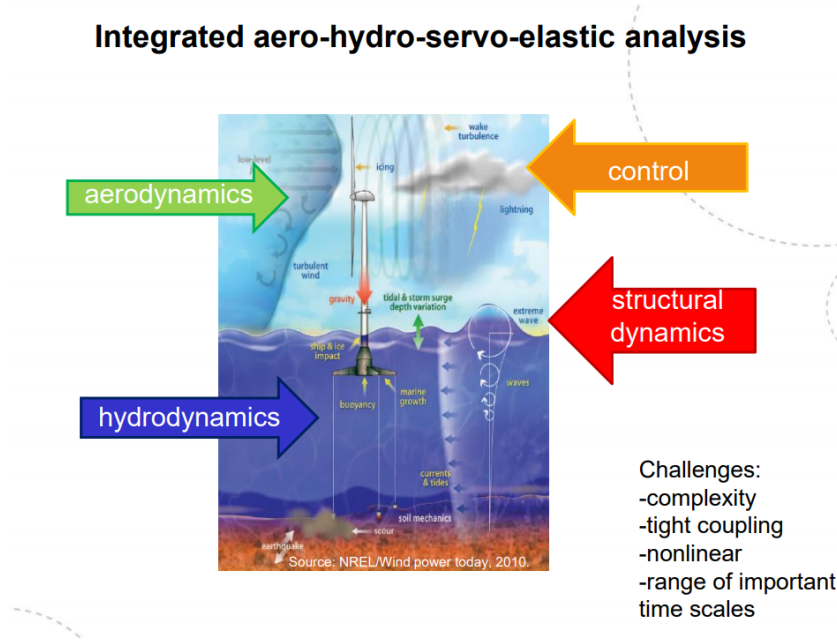 Integrated aero-hydro-servo-elastic analysis
wake
turbulence
low-level
icing
control
aerodynamics
lightning
turbulent
wind
gravity
tidal & storm surge
depth variation
extreme
wave
structural
dynamics
ship & ice
impact
waves
buoyancy
marine
growth
hydrodynamics
currents
& tides
soil mechanics
scour
earthquake
Source: NREL/Wind power today, 2010.
Challenges:
-complexity
-tight coupling
-nonlinear
-range of important
time scales